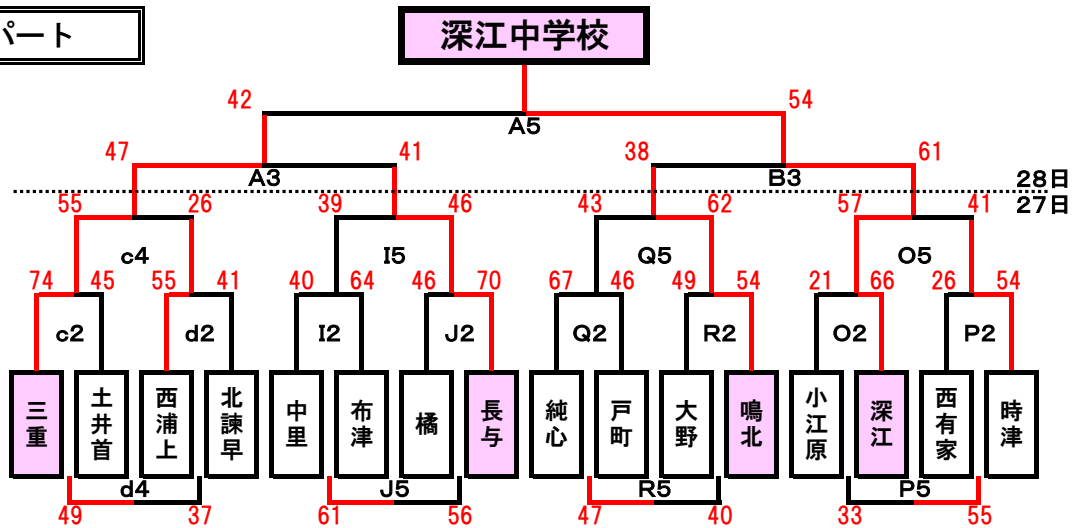 パート
深江中学校
42 54
A5
47 41 38 61
A3 B3
28日
27日
55 26 39 46 43 62 57 41
c4 I5 Q5 O5
74 45 55 41 40 64 46 70 67 46 49 54 21 66 26 54
c2 d2 I2 J2 Q2 R2 O2 P2
三重 土井首 西浦上 北諫早 中里 布津 橘 長与 純心 戸町 大野 鳴北 小江原 深江 西有家 時津
d4 J5 R5 P5
49 37 61 56 47 40 33 55